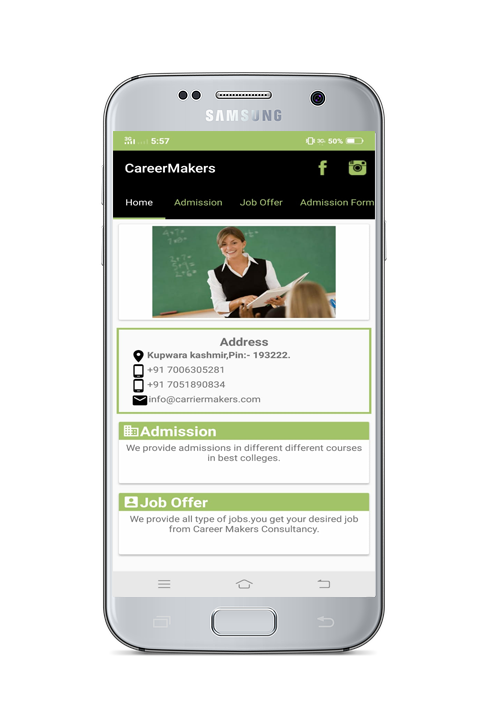 SAMSUNG
3G 5:57 3G· 50%
CareerMakers
Home Admission Job Offer Admission Form
Address
Kupwara kashmir,Pin:- 193222.
+91 7006305281
+91 7051890834
info@carriermakers.com
Admission
We provide admissions in different different courses
in best colleges.
Job Offer
We provide all type of jobs.you get your desired job
from Career Makers Consultancy.